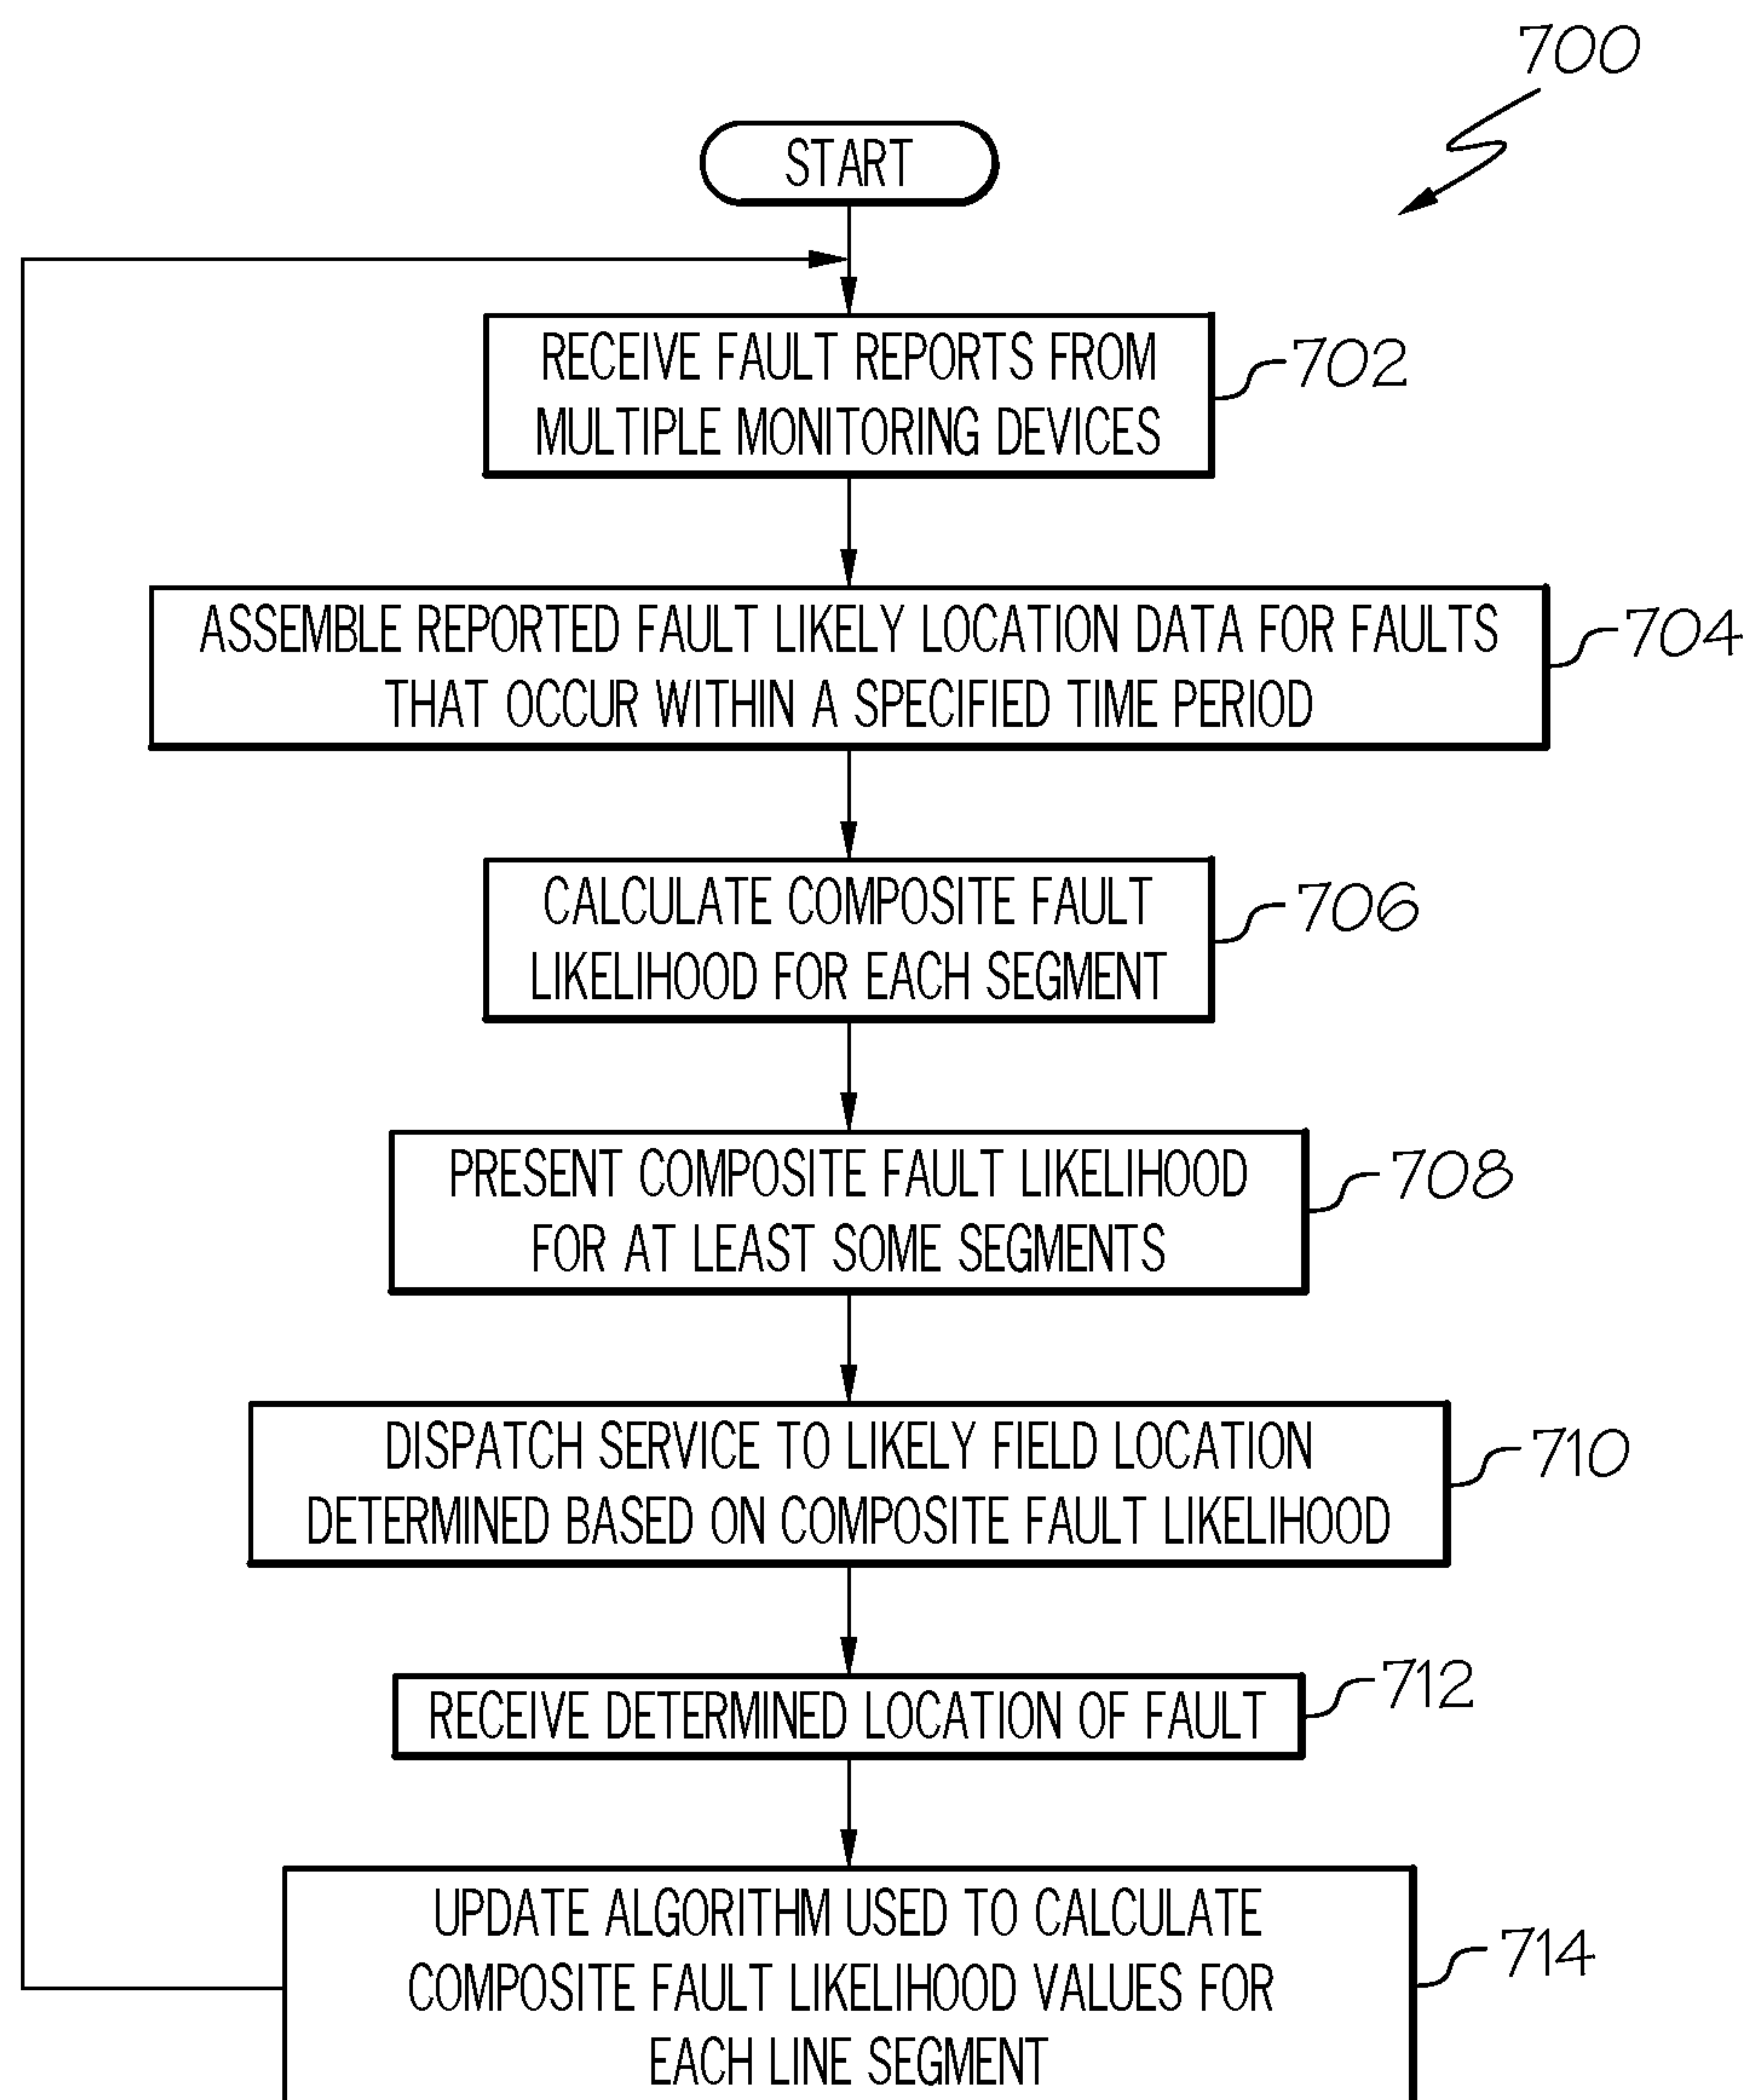 700
START
RECEIVE FAULT REPORTS FROM
MULTIPLE MONITORING DEVICES
702
ASSEMBLE REPORTED FAULT LIKELY LOCATION DATA FOR FAULTS
THAT OCCUR WITHIN A SPECIFIED TIME PERIOD
704
CALCULATE COMPOSITE FAULT
LIKELIHOOD FOR EACH SEGMENT
706
PRESENT COMPOSITE FAULT LIKELIHOOD
FOR AT LEAST SOME SEGMENTS
708
DISPATCH SERVICE TO LIKELY FIELD LOCATION
DETERMINED BASED ON COMPOSITE FAULT LIKELIHOOD
710
RECEIVE DETERMINED LOCATION OF FAULT
712
UPDATE ALGORITHM USED TO CALCULATE
COMPOSITE FAULT LIKELIHOOD VALUES FOR
EACH LINE SEGMENT
714